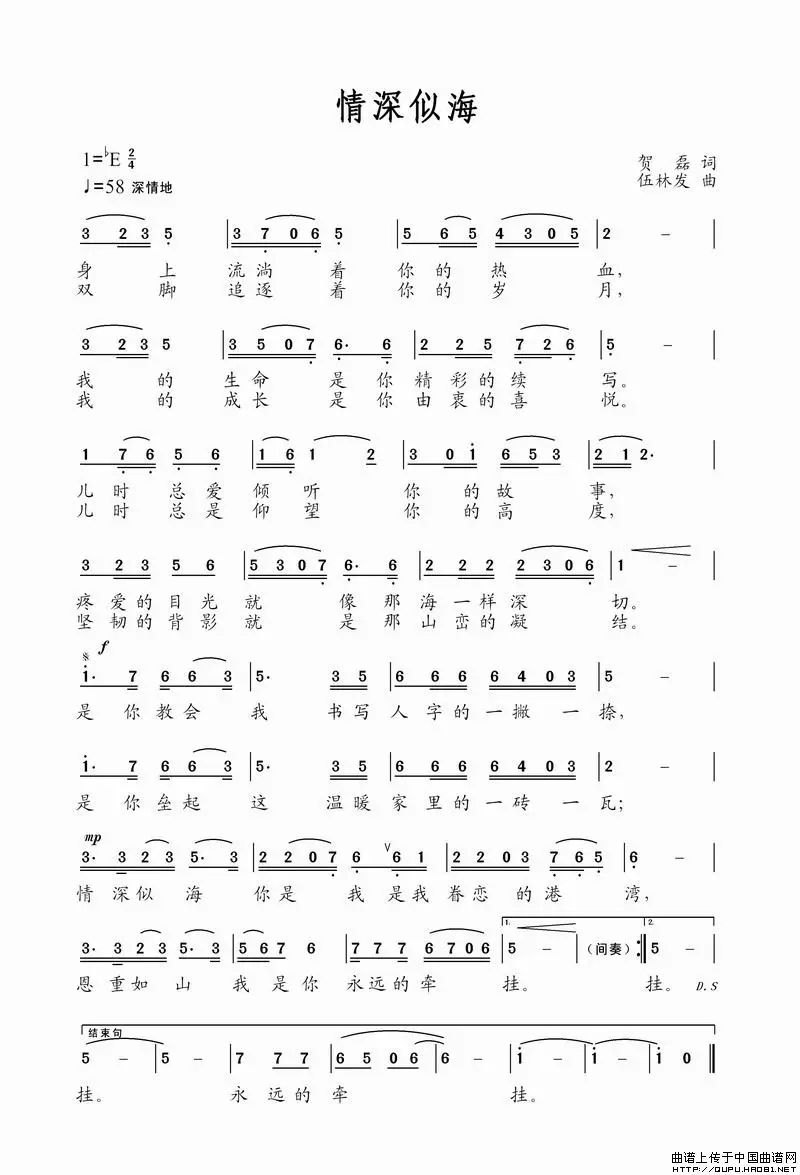 情深似海
1=♭E 2/4
贺 磊 词
♩=58 深情地
伍林发 曲
3 2 3 5 | 3 7 0 6 5 | 5 6 5 4 3 0 5 | 2 – |
身 上 流淌 着 你的热 血,
双 脚 追逐 着 你的岁 月,
3 2 3 5 | 3 5 0 7 6· 6 | 2 2 5 7 2 6 | 5 – |
我 的 生命 是你精彩的续 写。
我 的 成长 是你由衷的喜 悦。
1 7 6 5 6 | 1 6 1 2 | 3 0 1 6 5 3 | 2 1 2· |
儿时 总爱倾听 你 的故 事,
儿时 总是仰望 你 的高 度,
3 2 3 5 6 | 5 3 0 7 6· 6 | 2 2 2 2 3 0 6 | 1 – |
疼爱的目光就 像那海一样深 切。
坚韧的背影就 是那山峦的凝 结。
f
1· 7 6 6 3 | 5· 3 5 | 6 6 6 6 4 0 3 | 5 – |
是你教会 我 书写人字的一撇一捺,
1· 7 6 6 3 | 5· 3 5 | 6 6 6 6 4 0 3 | 2 – |
是你垒起 这 温暖家里的一砖一瓦;
mp
3· 3 2 3 5· 3 | 2 2 0 7 6 ∨ 6 1 | 2 2 0 3 7 6 5 | 6 – |
情深似 海 你是 我是我眷恋的港 湾,
1. 2.
3· 3 2 3 5· 3 | 5 6 7 6 | 7 7 7 6 7 0 6 | 5 – | (间奏) :‖ 5 – |
恩重如 山 我是你 永远的牵 挂。 挂。 D.S
结束句
5 – | 5 – | 7 7 7 | 6 5 0 6 | 6 – | 1 – | 1 – | 1 0 ‖
挂。 永远的牵 挂。
曲谱上传于中国曲谱网
www.QUPU.HAOB1.NET